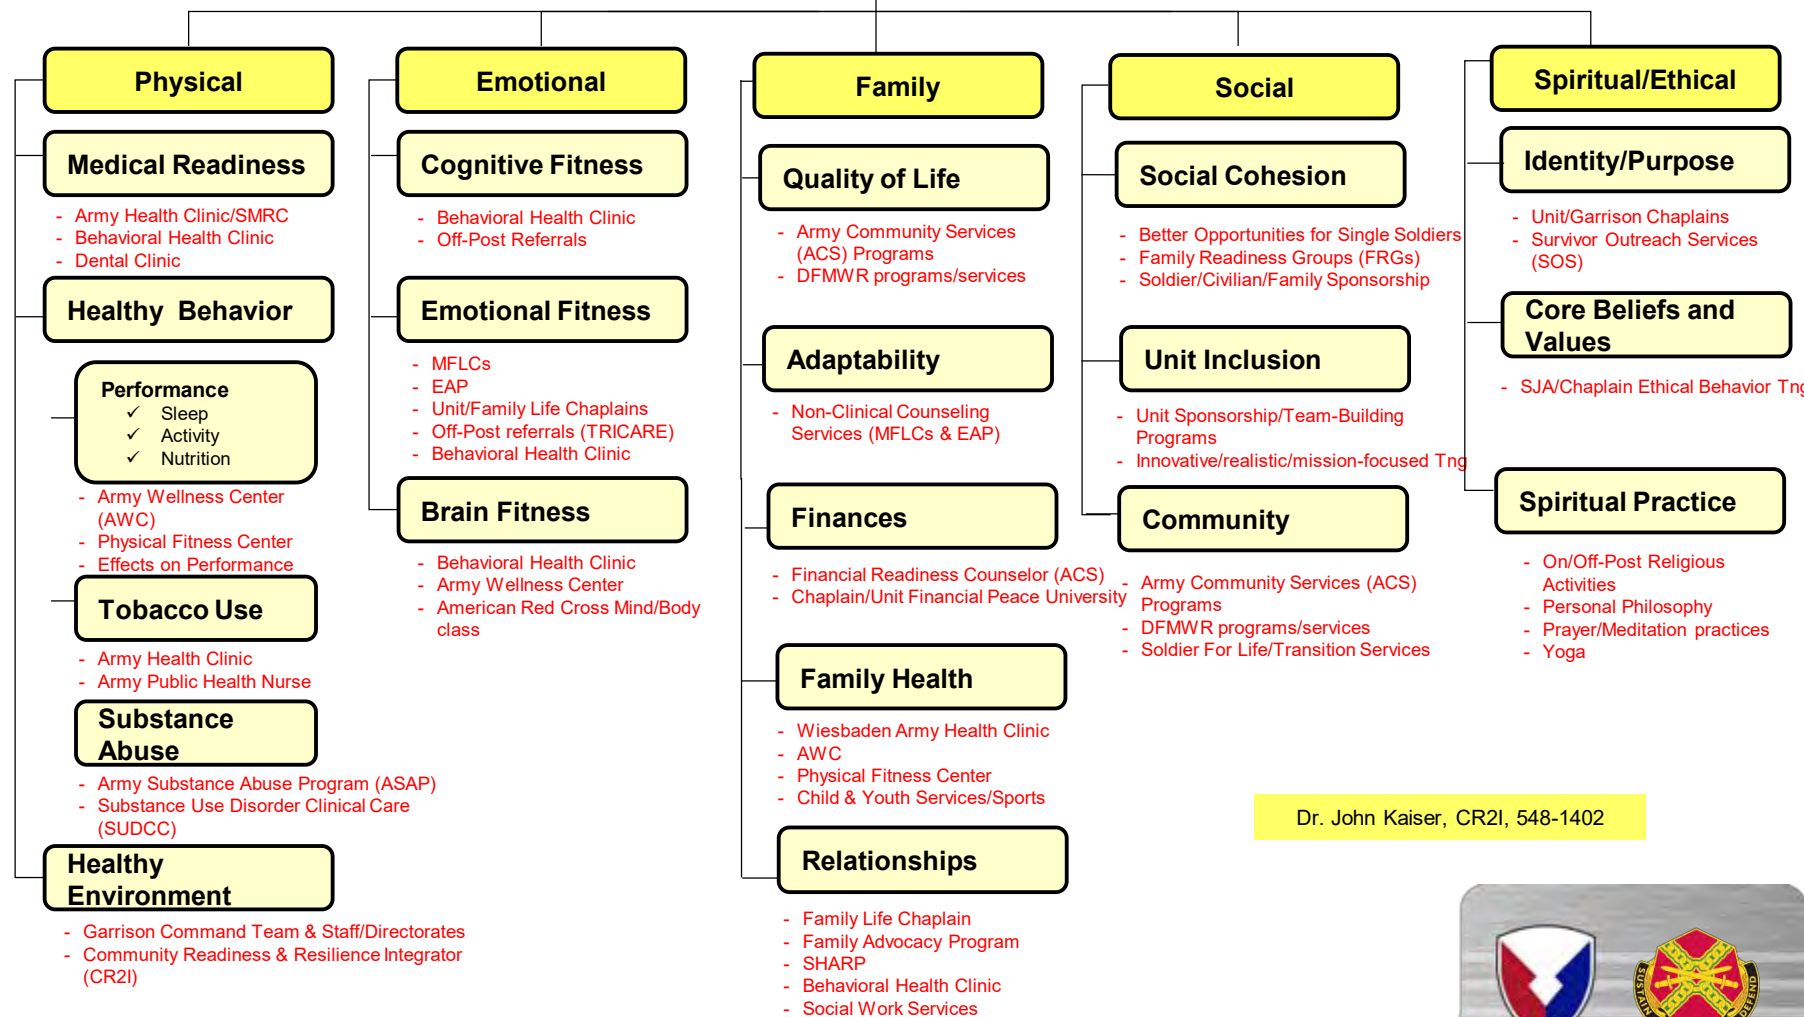 Physical
Medical Readiness
- Army Health Clinic/SMRC
- Behavioral Health Clinic
- Dental Clinic
Healthy Behavior
Performance
✓ Sleep
✓ Activity
✓ Nutrition
- Army Wellness Center
(AWC)
- Physical Fitness Center
- Effects on Performance
Tobacco Use
- Army Health Clinic
- Army Public Health Nurse
Substance
Abuse
- Army Substance Abuse Program (ASAP)
- Substance Use Disorder Clinical Care
(SUDCC)
Healthy
Environment
- Garrison Command Team & Staff/Directorates
- Community Readiness & Resilience Integrator
(CR2I)
Emotional
Cognitive Fitness
- Behavioral Health Clinic
- Off-Post Referrals
Emotional Fitness
- MFLCs
- EAP
- Unit/Family Life Chaplains
- Off-Post referrals (TRICARE)
- Behavioral Health Clinic
Brain Fitness
- Behavioral Health Clinic
- Army Wellness Center
- American Red Cross Mind/Body
class
Family
Quality of Life
- Army Community Services
(ACS) Programs
- DFMWR programs/services
Adaptability
- Non-Clinical Counseling
Services (MFLCs & EAP)
Finances
- Financial Readiness Counselor (ACS)
- Chaplain/Unit Financial Peace University
Family Health
- Wiesbaden Army Health Clinic
- AWC
- Physical Fitness Center
- Child & Youth Services/Sports
Relationships
- Family Life Chaplain
- Family Advocacy Program
- SHARP
- Behavioral Health Clinic
- Social Work Services
Social
Social Cohesion
- Better Opportunities for Single Soldiers
- Family Readiness Groups (FRGs)
- Soldier/Civilian/Family Sponsorship
Unit Inclusion
- Unit Sponsorship/Team-Building
Programs
- Innovative/realistic/mission-focused Tng
Community
- Army Community Services (ACS)
Programs
- DFMWR programs/services
- Soldier For Life/Transition Services
Spiritual/Ethical
Identity/Purpose
- Unit/Garrison Chaplains
- Survivor Outreach Services
(SOS)
Core Beliefs and
Values
- SJA/Chaplain Ethical Behavior Tng
Spiritual Practice
- On/Off-Post Religious
Activities
- Personal Philosophy
- Prayer/Meditation practices
- Yoga
Dr. John Kaiser, CR2I, 548-1402
SUSTAIN
DEFEND